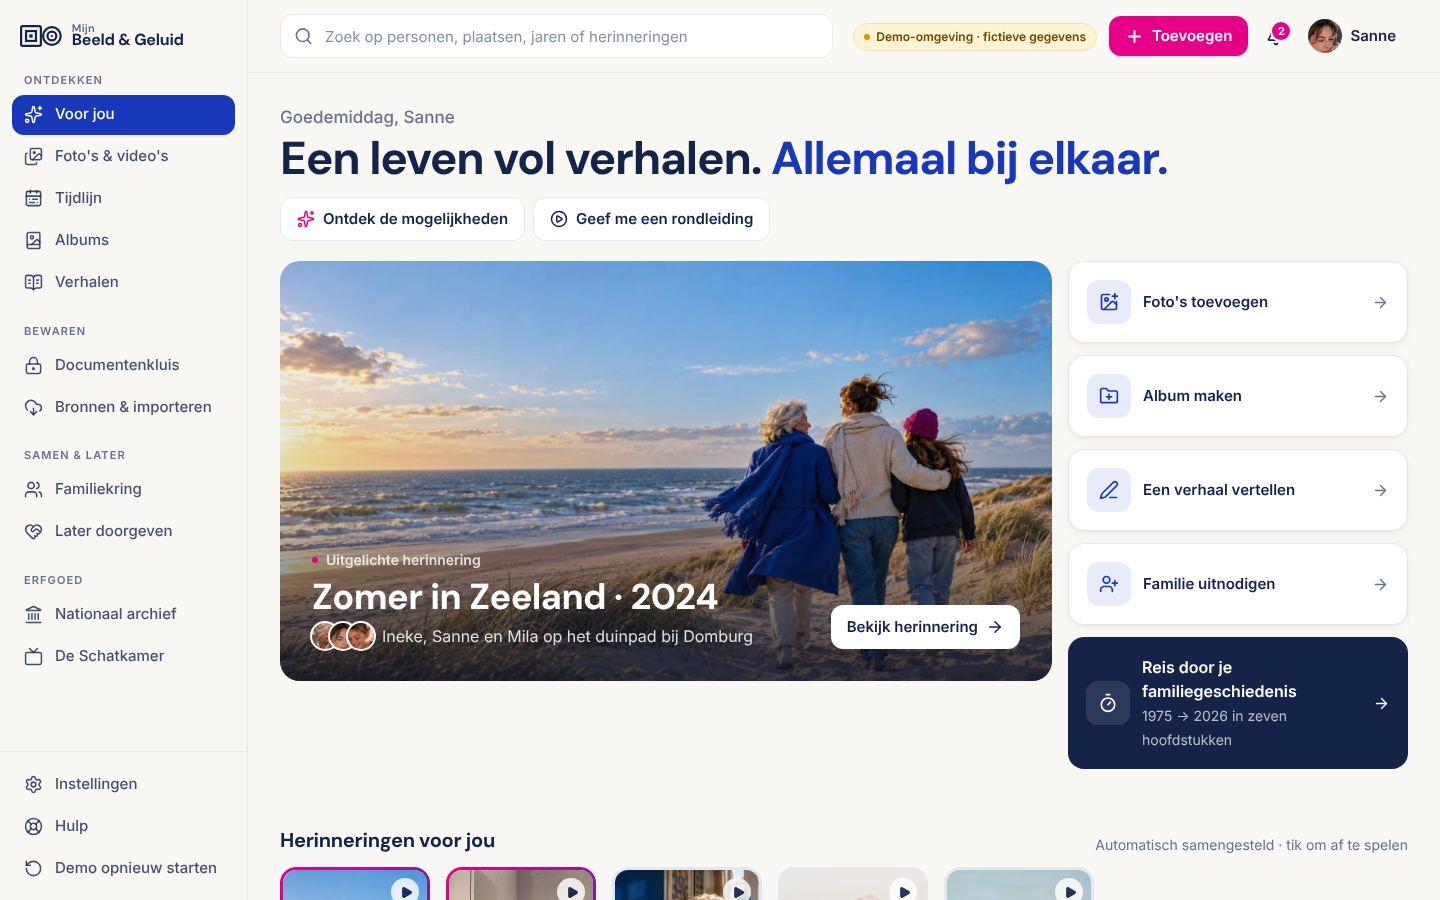 Mijn
Beeld & Geluid
ONTDEKKEN
Voor jou
Foto's & video's
Tijdlijn
Albums
Verhalen
BEWAREN
Documentenkluis
Bronnen & importeren
SAMEN & LATER
Familiekring
Later doorgeven
ERFGOED
Nationaal archief
De Schatkamer
Instellingen
Hulp
Demo opnieuw starten
Zoek op personen, plaatsen, jaren of herinneringen
Demo-omgeving · fictieve gegevens
Toevoegen
2
Sanne
Goedemiddag, Sanne
Een leven vol verhalen. Allemaal bij elkaar.
Ontdek de mogelijkheden
Geef me een rondleiding
Uitgelichte herinnering
Zomer in Zeeland · 2024
Ineke, Sanne en Mila op het duinpad bij Domburg
Bekijk herinnering
Foto's toevoegen
Album maken
Een verhaal vertellen
Familie uitnodigen
Reis door je
familiegeschiedenis
1975 → 2026 in zeven
hoofdstukken
Herinneringen voor jou
Automatisch samengesteld · tik om af te spelen